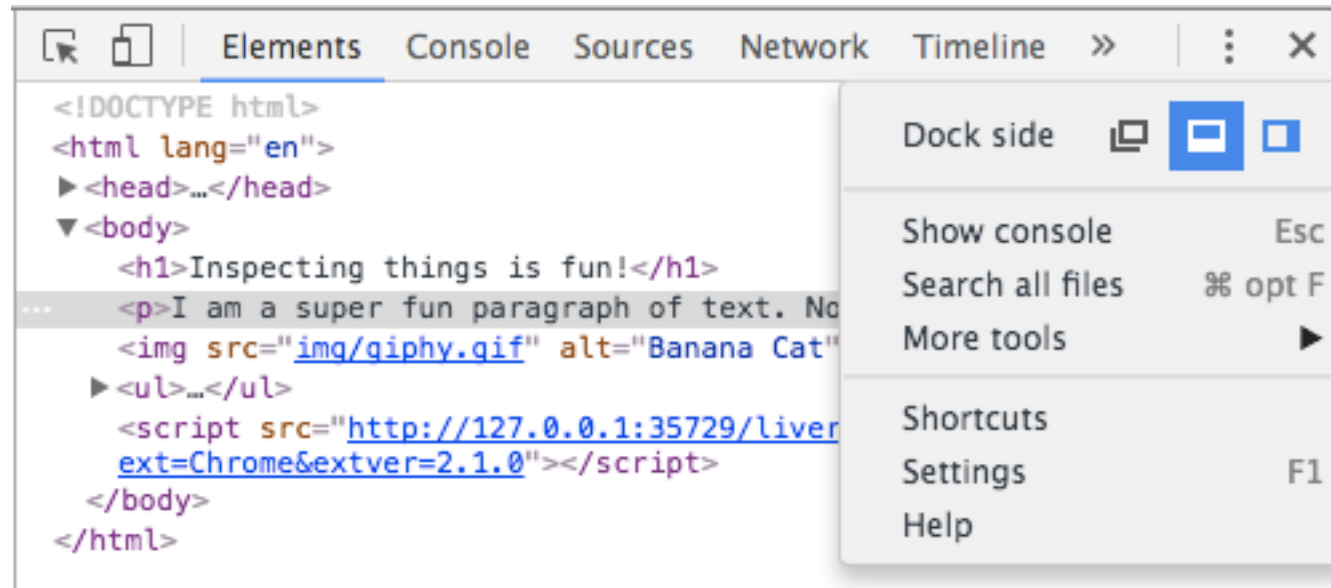 Elements Console Sources Network Timeline »
<!DOCTYPE html>
<html lang="en">
▶<head>…</head>
▼<body>
<h1>Inspecting things is fun!</h1>
<p>I am a super fun paragraph of text.
<img src="img/giphy.gif" alt="Banana Cat"
▶<ul>…</ul>
<script src="http://127.0.0.1:35729/liver
ext=Chrome&extver=2.1.0"></script>
</body>
</html>
Dock side
Show console Esc
Search all files ⌘ opt F
More tools ▶
Shortcuts
Settings F1
Help